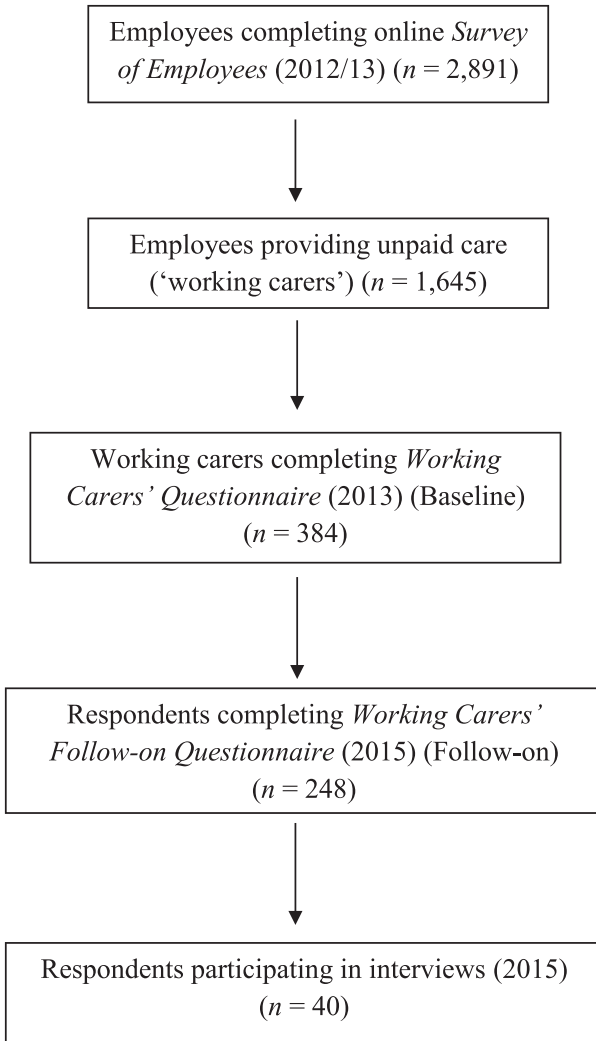 Employees completing online Survey
of Employees (2012/13) (n = 2,891)
Employees providing unpaid care
(‘working carers’) (n = 1,645)
Working carers completing Working
Carers’ Questionnaire (2013) (Baseline)
(n = 384)
Respondents completing Working Carers’
Follow-on Questionnaire (2015) (Follow-on)
(n = 248)
Respondents participating in interviews (2015)
(n = 40)